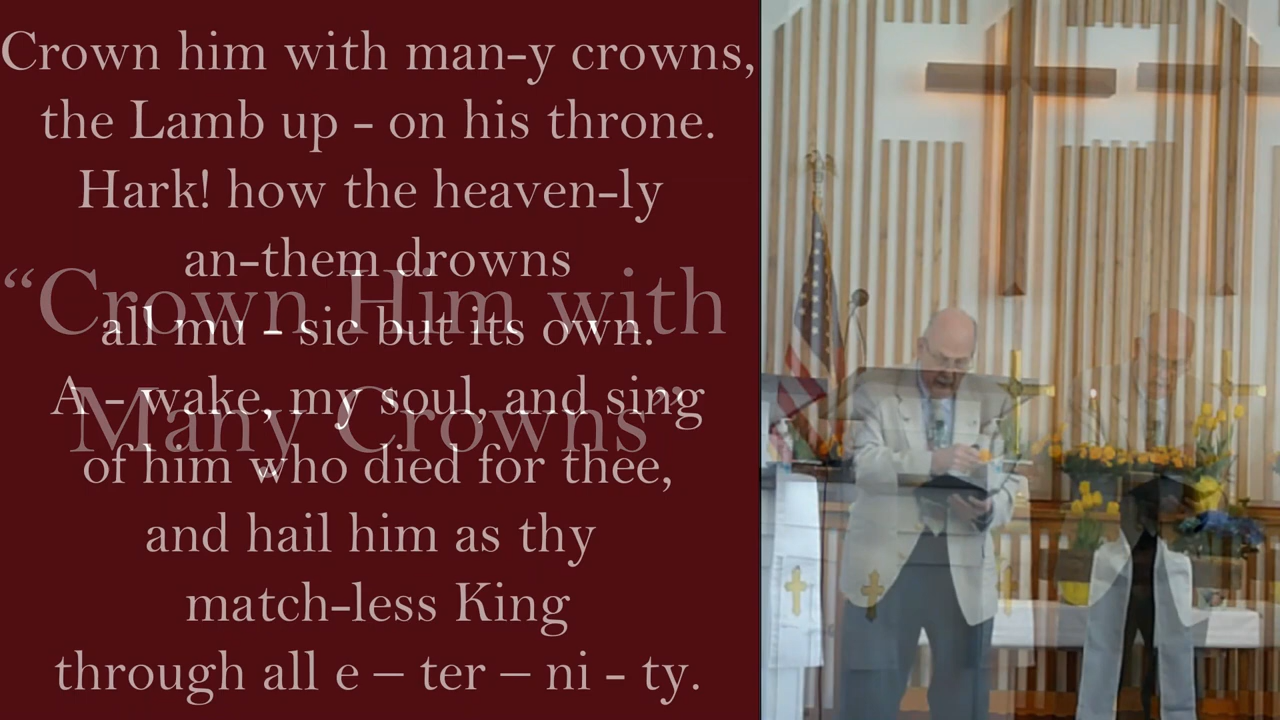 Crown him with man-y crowns,
the Lamb up - on his throne.
Hark! how the heaven-ly
an-them drowns
“Crown Him with
all mu - sic but its own.
A - wake, my soul, and sing
Many Crowns”
of him who died for thee,
and hail him as thy
match-less King
through all e – ter – ni - ty.